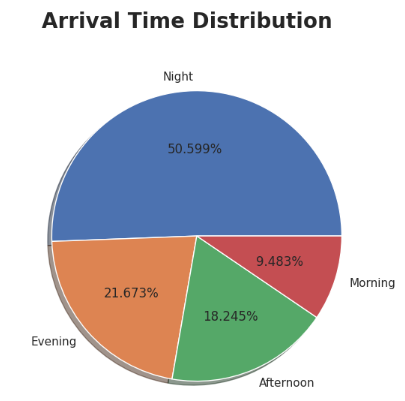 Arrival Time Distribution
Night
50.599%
9.483%
Morning
21.673%
18.245%
Evening
Afternoon